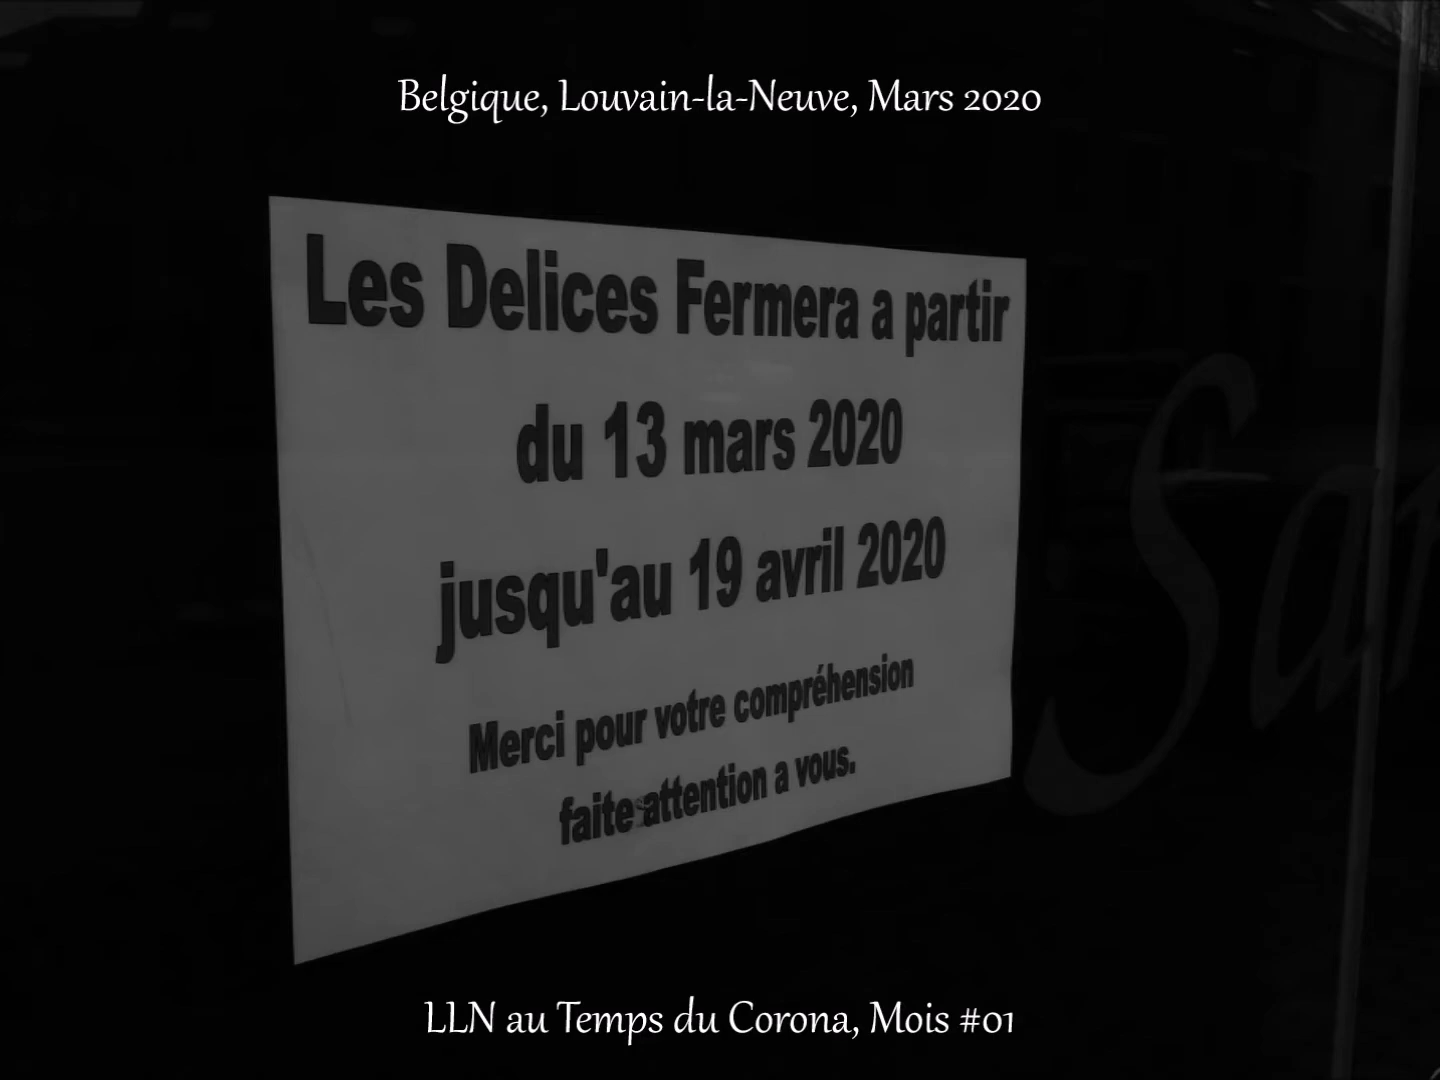 Belgique, Louvain-la-Neuve, Mars 2020
Les Delices Fermera a partir
du 13 mars 2020
jusqu'au 19 avril 2020
Merci pour votre compréhension
faite attention a vous.
LLN au Temps du Corona, Mois #01